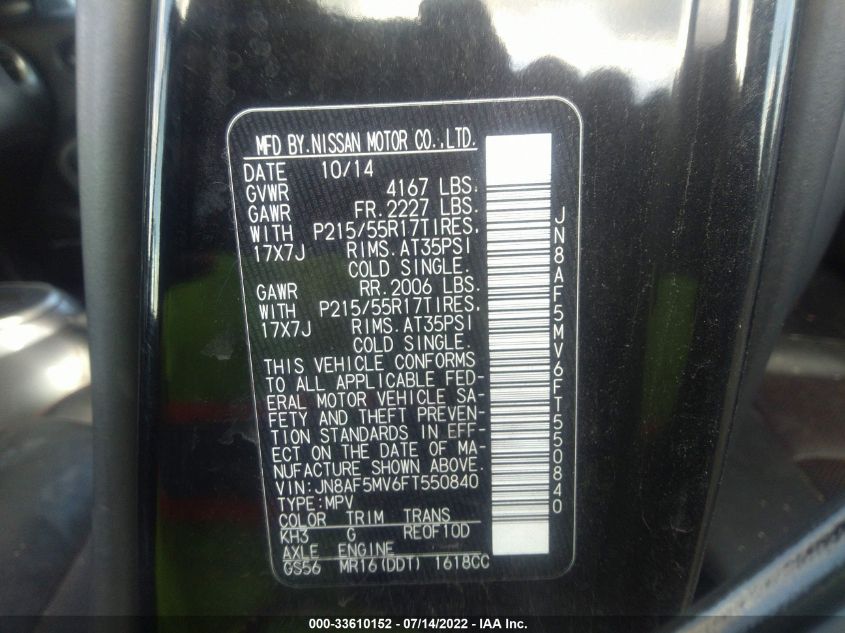 MFD BY.NISSAN MOTOR CO.,LTD.
DATE 10/14
GVWR 4167 LBS.
GAWR FR.2227 LBS.
WITH P215/55R17TIRES,
17X7J RIMS.AT35PSI
COLD SINGLE.
GAWR RR.2006 LBS.
WITH P215/55R17TIRES,
17X7J RIMS.AT35PSI
COLD SINGLE.
THIS VEHICLE CONFORMS
TO ALL APPLICABLE FED-
ERAL MOTOR VEHICLE SA-
FETY AND THEFT PREVEN-
TION STANDARDS IN EFF-
ECT ON THE DATE OF MA-
NUFACTURE SHOWN ABOVE.
VIN:JN8AF5MV6FT550840
TYPE:MPV
COLOR TRIM TRANS
KH3 G RE0F10D
AXLE ENGINE
GS56 MR16(DDT) 1618CC
JN8AF5MV6FT550840
000-33610152 - 07/14/2022 - IAA Inc.